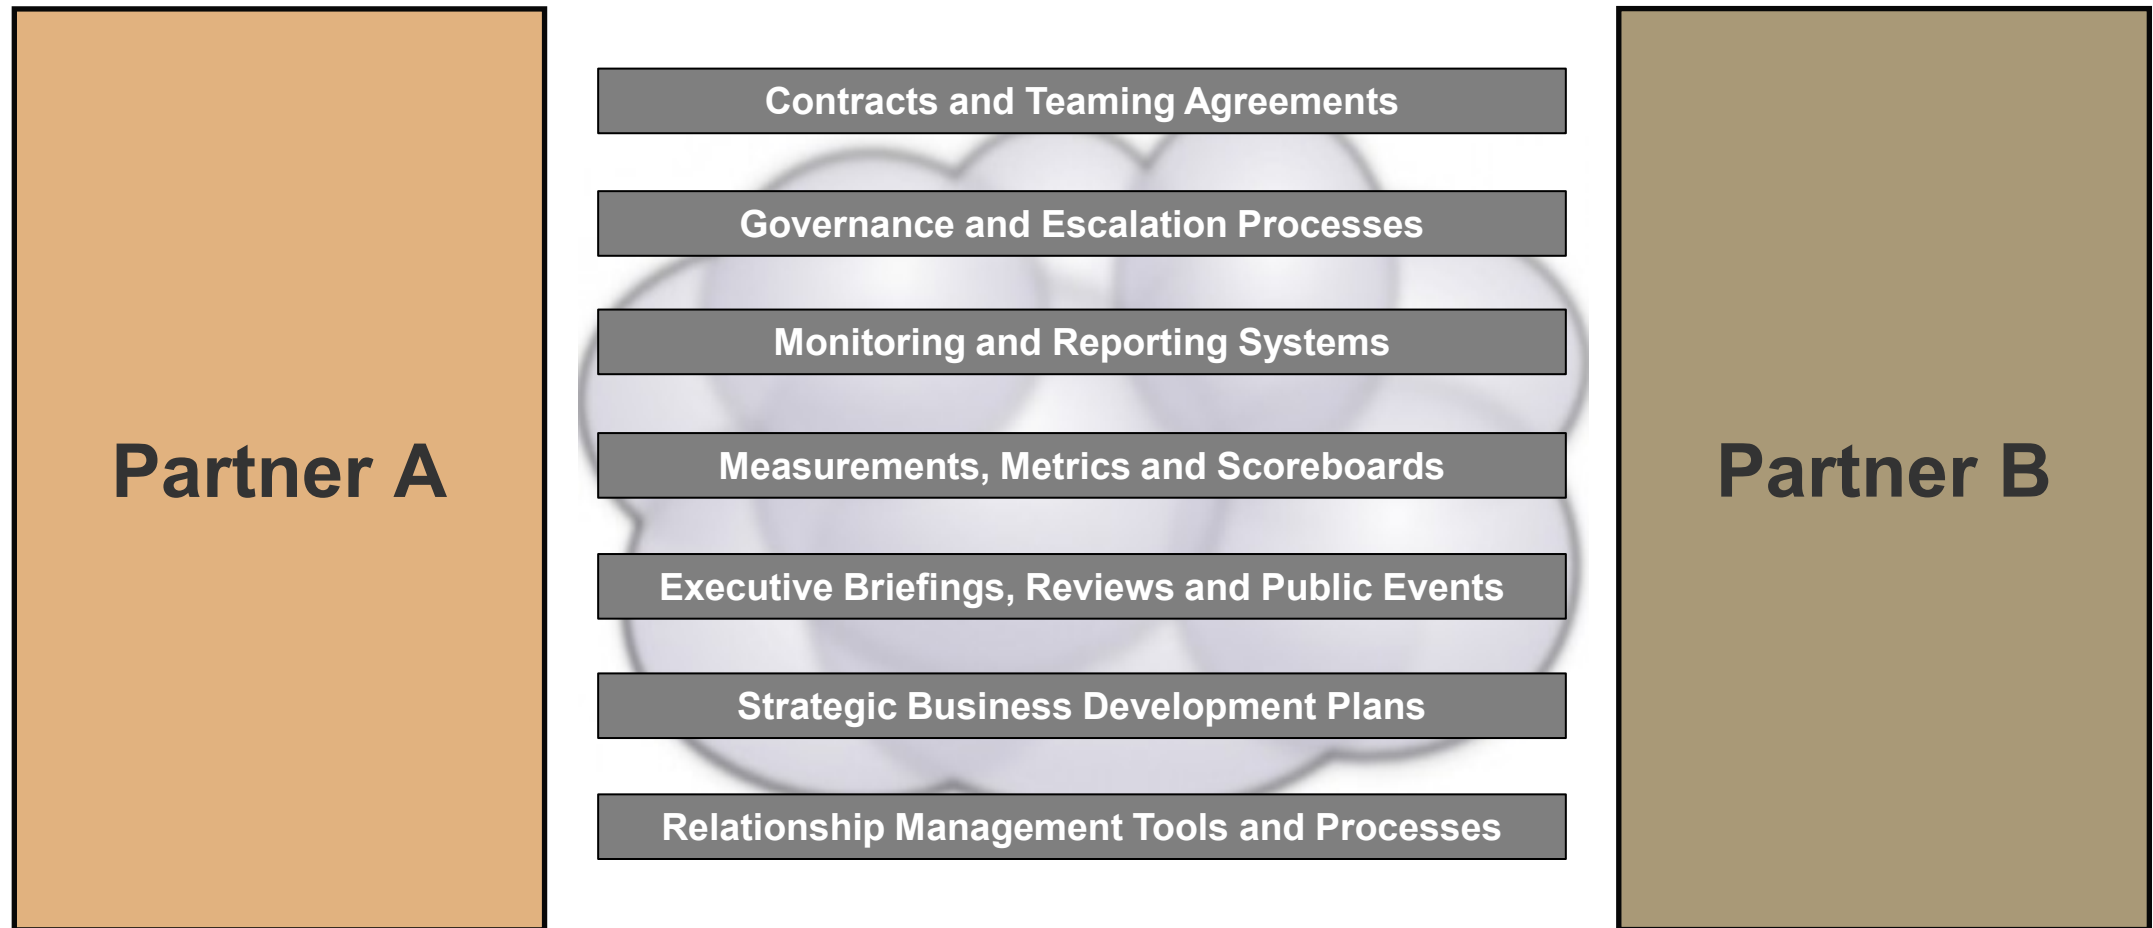 Contracts and Teaming Agreements
Governance and Escalation Processes
Monitoring and Reporting Systems
Partner A
Measurements, Metrics and Scoreboards
Partner B
Executive Briefings, Reviews and Public Events
Strategic Business Development Plans
Relationship Management Tools and Processes